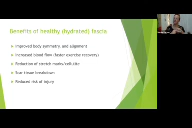 Benefits of healthy (hydrated) fascia
Improved body symmetry and alignment
Increased blood flow (faster exercise recovery)
Reduction of stretch marks/cellulite
Scar tissue breakdown
Reduced risk of injury